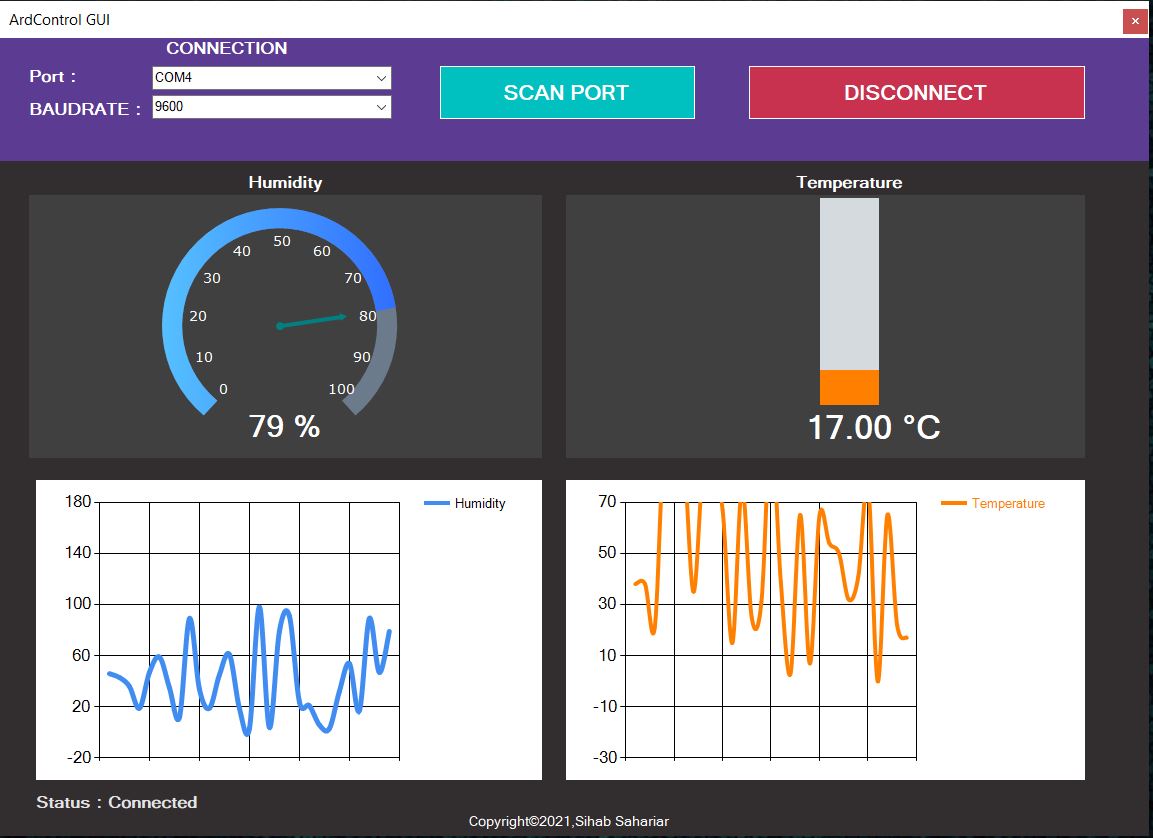 ArdControl GUI
×
CONNECTION
Port :
COM4
BAUDRATE :
9600
SCAN PORT
DISCONNECT
Humidity
0
10
20
30
40
50
60
70
80
90
100
79 %
Temperature
17.00 °C
Humidity
180
140
100
60
20
-20
Temperature
70
50
30
10
-10
-30
Status : Connected
Copyright©2021,Sihab Sahariar